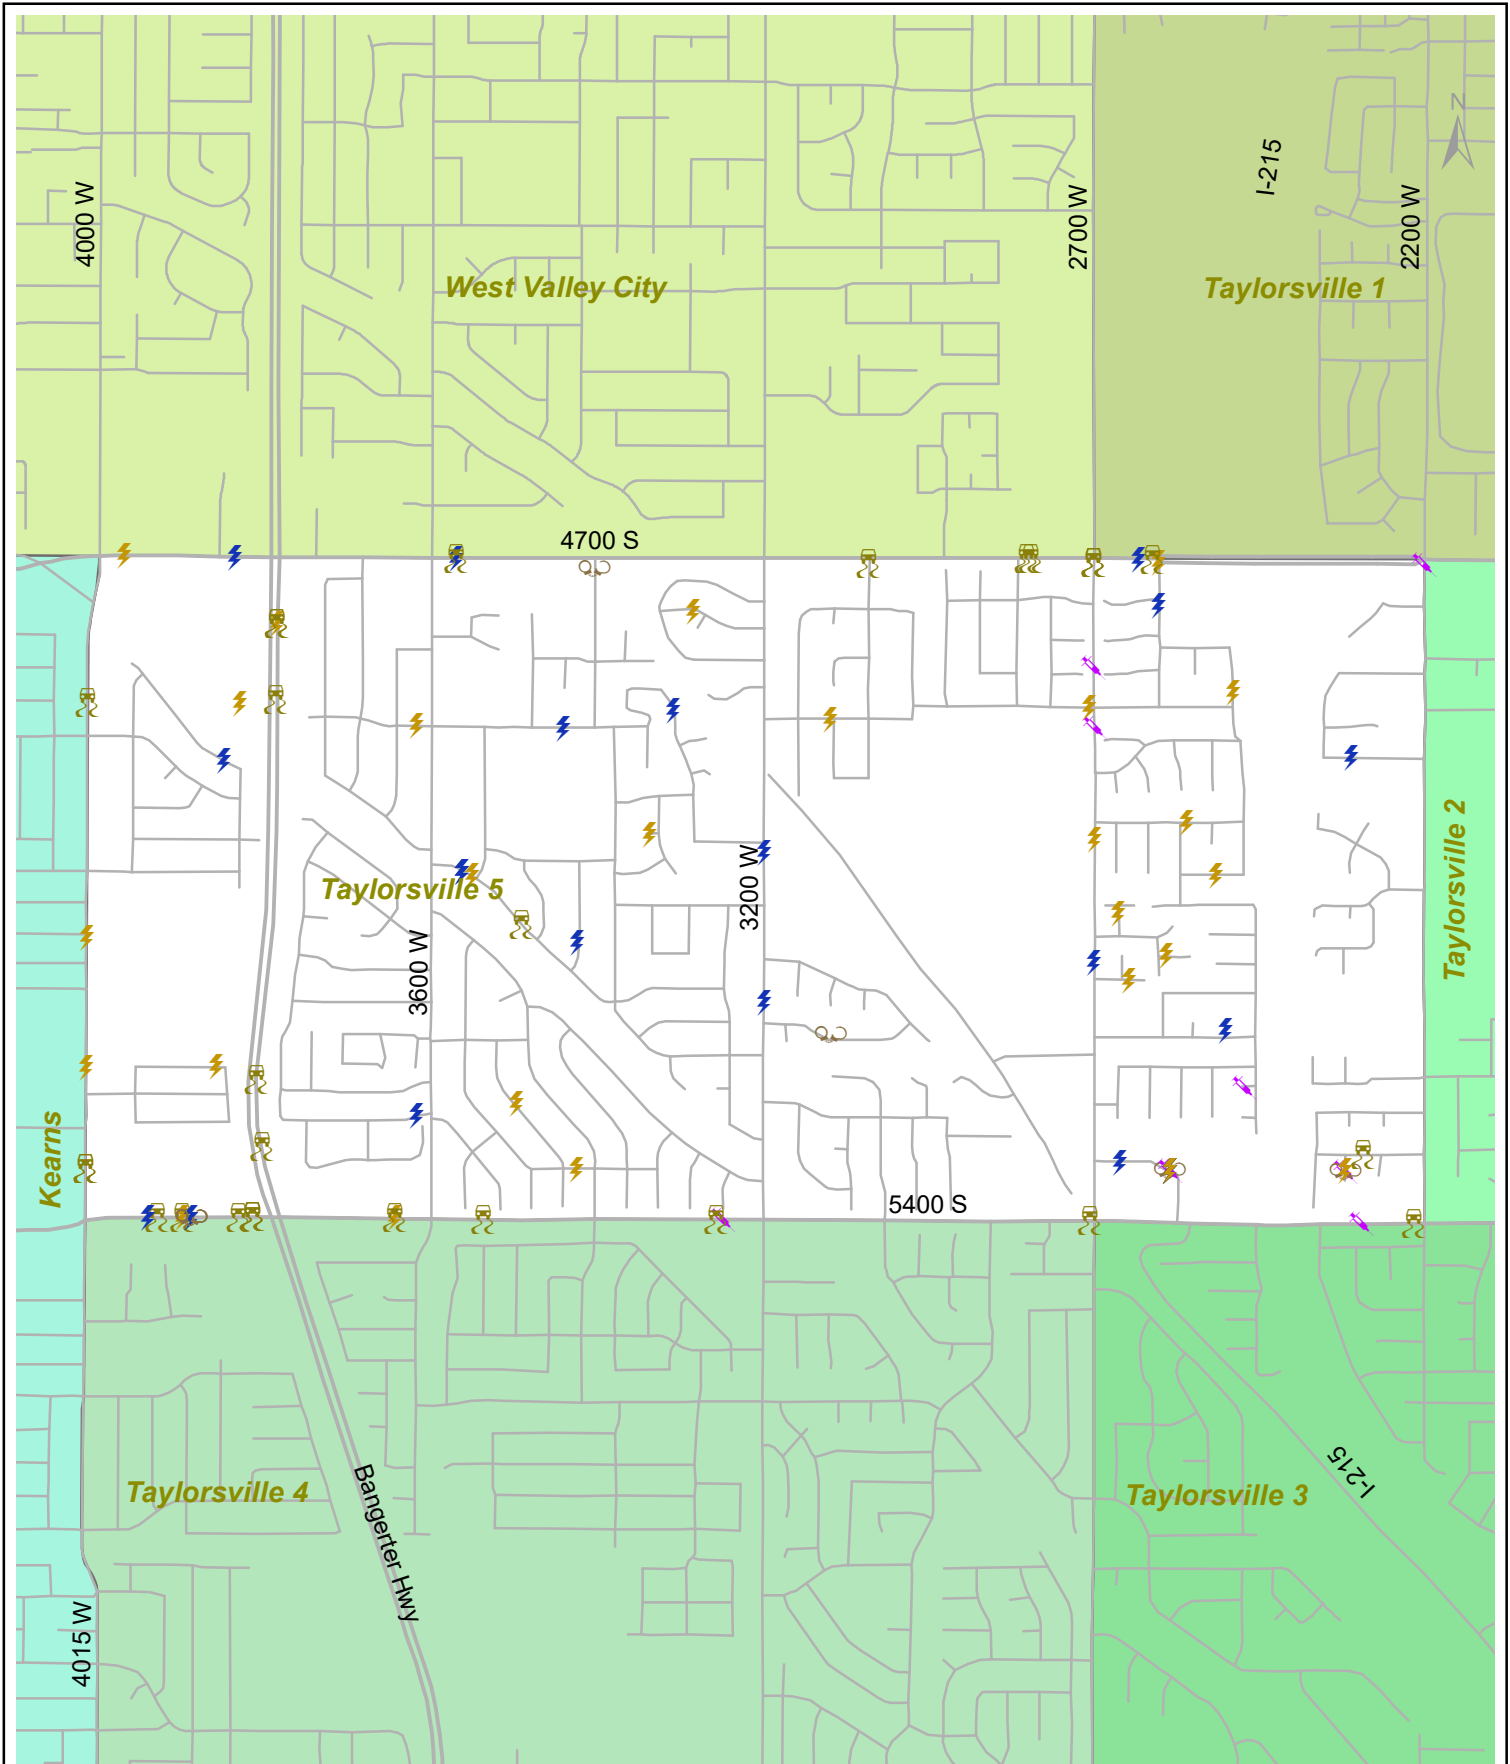 N
I-215
4000 W
2700 W
2200 W
West Valley City
Taylorsville 1
4700 S
Taylorsville 2
3200 W
Taylorsville 5
3600 W
Kearns
5400 S
I-215
Taylorsville 4
Taylorsville 3
Bangerter Hwy
4015 W